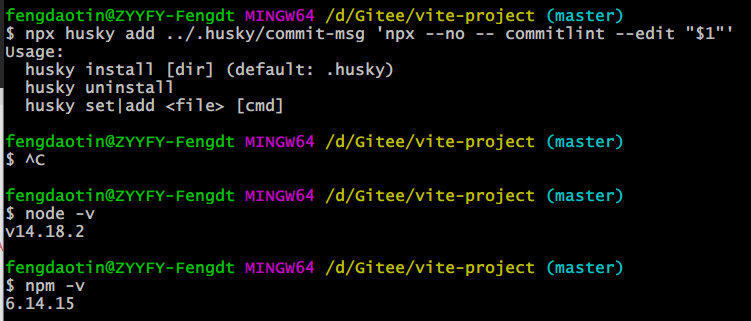 fengdaotin@ZYYFY-Fengdt MINGW64 /d/Gitee/vite-project (master)
$ npx husky add ../.husky/commit-msg 'npx --no -- commitlint --edit "$1"'
Usage:
  husky install [dir] (default: .husky)
  husky uninstall
  husky set|add <file> [cmd]

fengdaotin@ZYYFY-Fengdt MINGW64 /d/Gitee/vite-project (master)
$ ^C

fengdaotin@ZYYFY-Fengdt MINGW64 /d/Gitee/vite-project (master)
$ node -v
v14.18.2

fengdaotin@ZYYFY-Fengdt MINGW64 /d/Gitee/vite-project (master)
$ npm -v
6.14.15